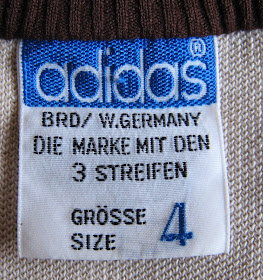 adidas®
BRD/ W.GERMANY
DIE MARKE MIT DEN
3 STREIFEN
GRÖSSE
SIZE 4